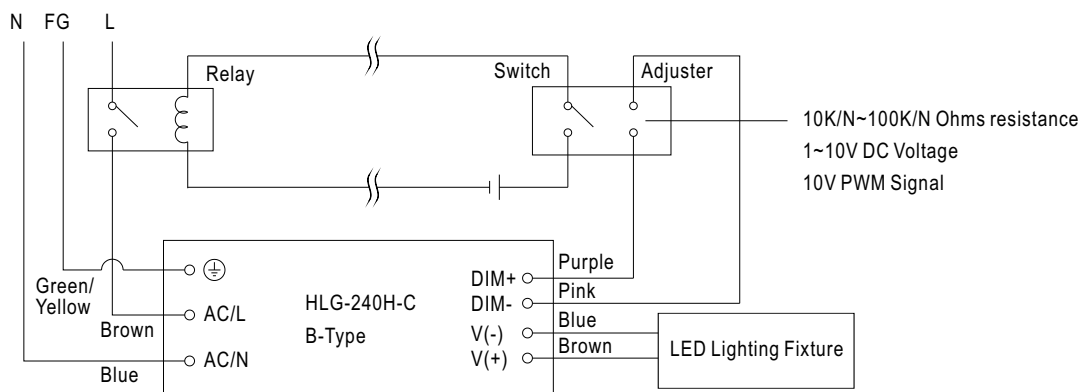 N FG L
Relay
Switch
Adjuster
10K/N~100K/N Ohms resistance
1~10V DC Voltage
10V PWM Signal
Green/
Yellow
Brown
Blue
AC/L
AC/N
HLG-240H-C
B-Type
DIM+
DIM-
V(-)
V(+)
Purple
Pink
Blue
Brown
LED Lighting Fixture